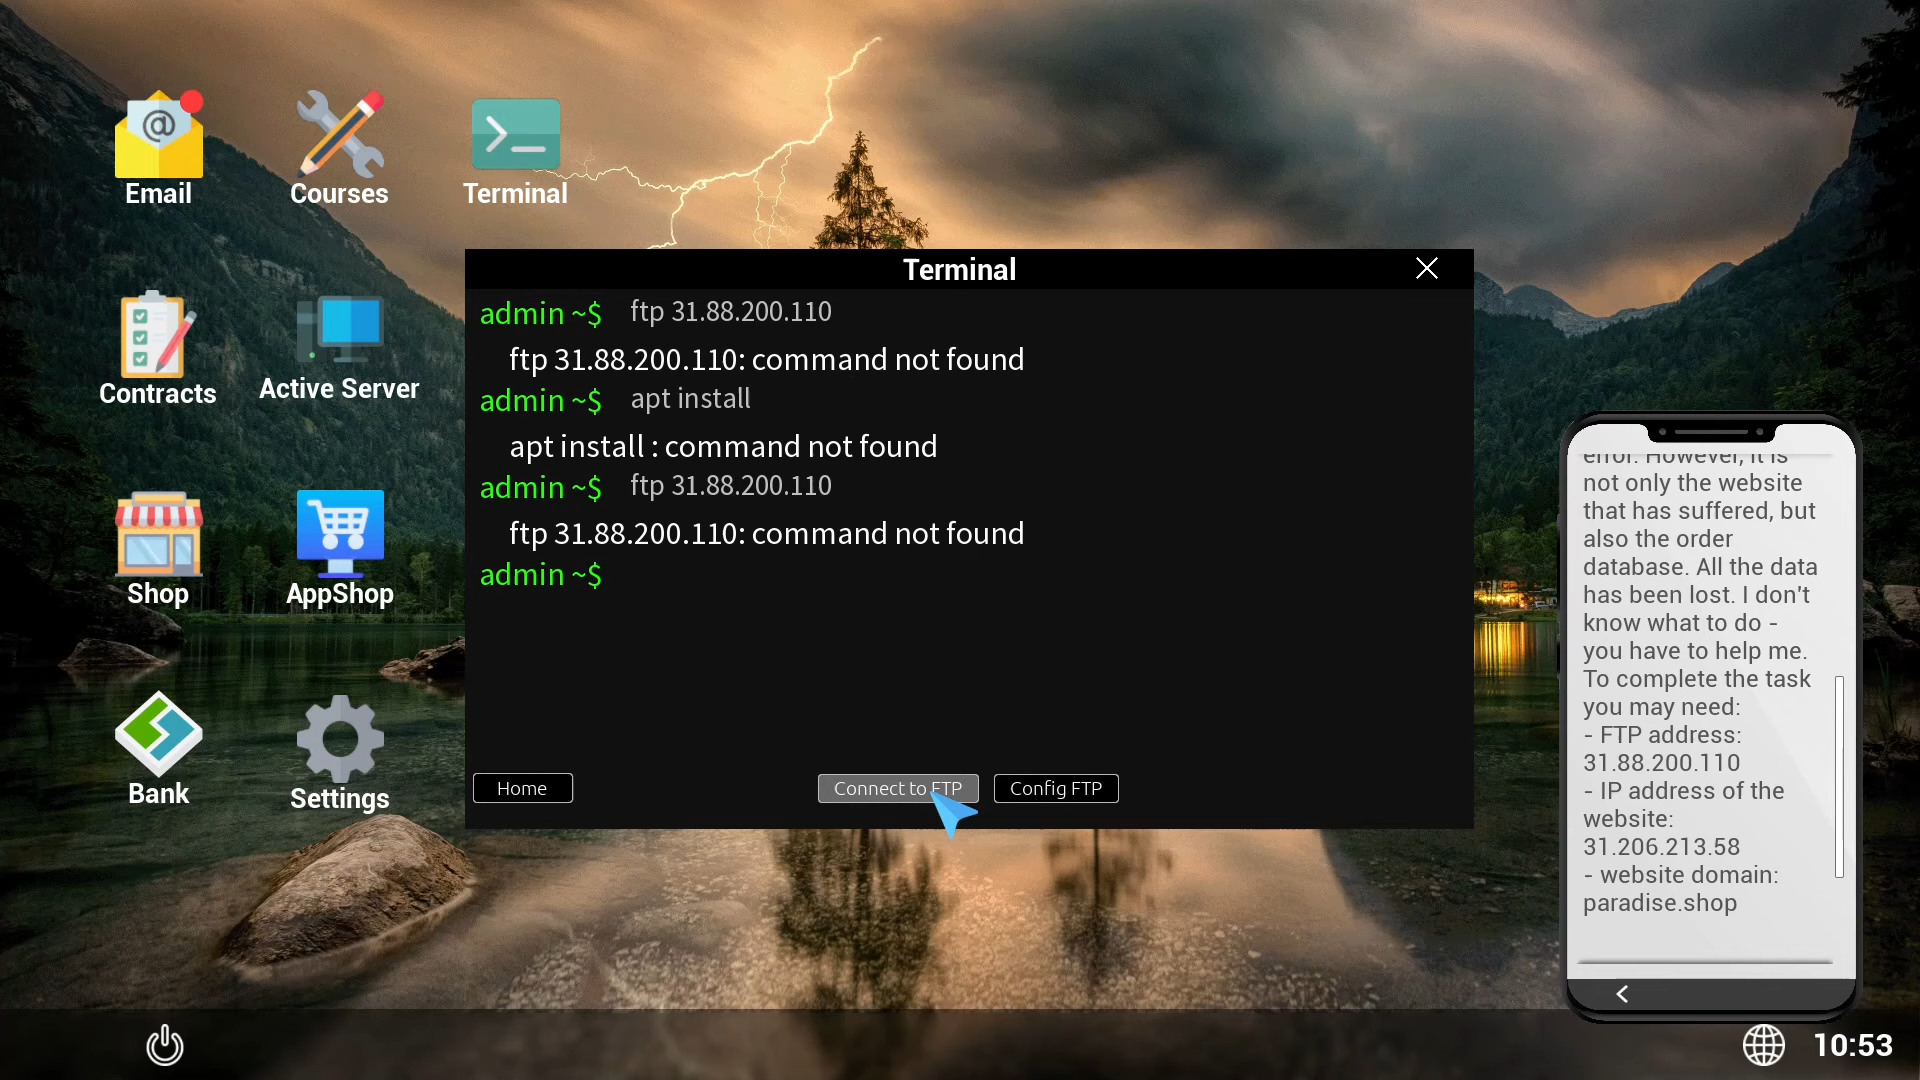 Email
Courses
Terminal
Contracts
Active Server
Shop
AppShop
Bank
Settings
Terminal
admin ~$ ftp 31.88.200.110
ftp 31.88.200.110: command not found
admin ~$ apt install
apt install : command not found
admin ~$ ftp 31.88.200.110
ftp 31.88.200.110: command not found
admin ~$
Home
Connect to FTP
Config FTP
error. However, it is
not only the website
that has suffered, but
also the order
database. All the data
has been lost. I don't
know what to do -
you have to help me.
To complete the task
you may need:
- FTP address:
31.88.200.110
- IP address of the
website:
31.206.213.58
- website domain:
paradise.shop
10:53